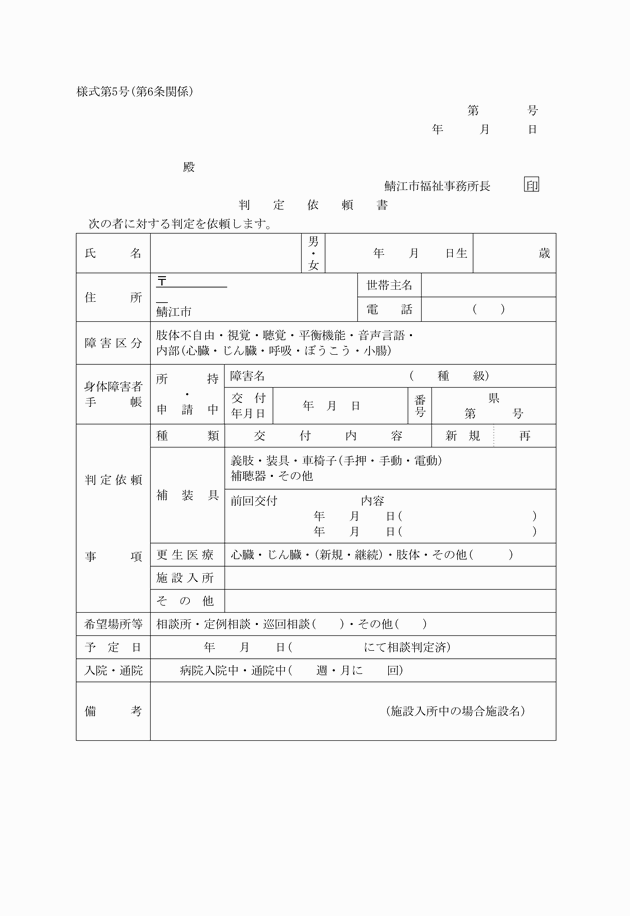 様式第5号(第6条関係)
第　　　　号
年　　　月　　　日
殿
鯖江市福祉事務所長　　印
判　定　依　頼　書
次の者に対する判定を依頼します。
氏　　名　　男・女　　年　　月　　日生　　歳
住　　所　　〒
鯖江市
世帯主名
電　　話　　(　　)
障害区分　　肢体不自由・視覚・聴覚・平衡機能・音声言語・
内部(心臓・じん臓・呼吸・ぼうこう・小腸)
身体障害者
手　　帳
所　　持
・
申　請　中
障害名　　(　　種　　級)
交　付
年月日
年　月　日
番号
県
第　　　号
判定依頼
事　　項
種　　類　　交　　付　　内　　容　　新　規　　再
補　装　具
義肢・装具・車椅子(手押・手動・電動)
補聴器・その他
前回交付　　内容
年　　月　　日(　　　　)
年　　月　　日(　　　　)
更生医療　　心臓・じん臓・(新規・継続)・肢体・その他(　　　)
施設入所
そ　の　他
希望場所等　　相談所・定例相談・巡回相談(　　)・その他(　　)
予　定　日　　年　　月　　日(　　　　にて相談判定済)
入院・通院　　病院入院中・通院中(　　週・月に　　回)
備　　考　　(施設入所中の場合施設名)